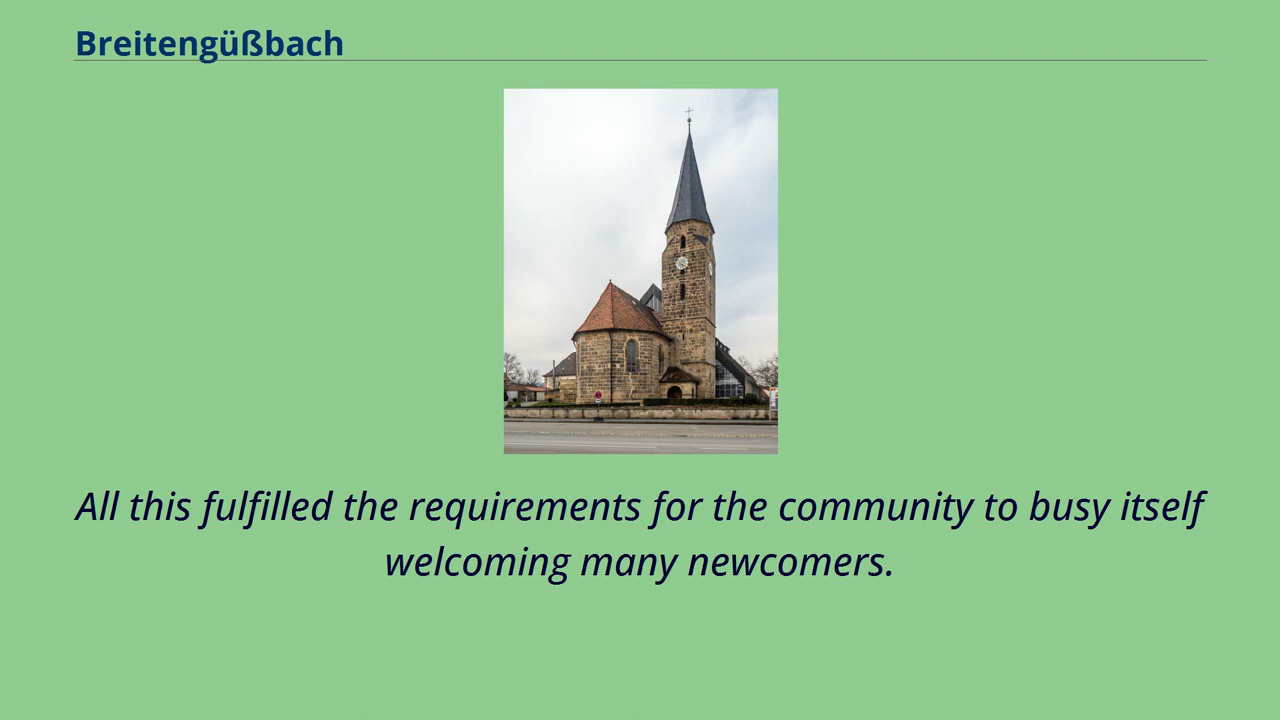 Breitengüßbach
All this fulfilled the requirements for the community to busy itself
welcoming many newcomers.